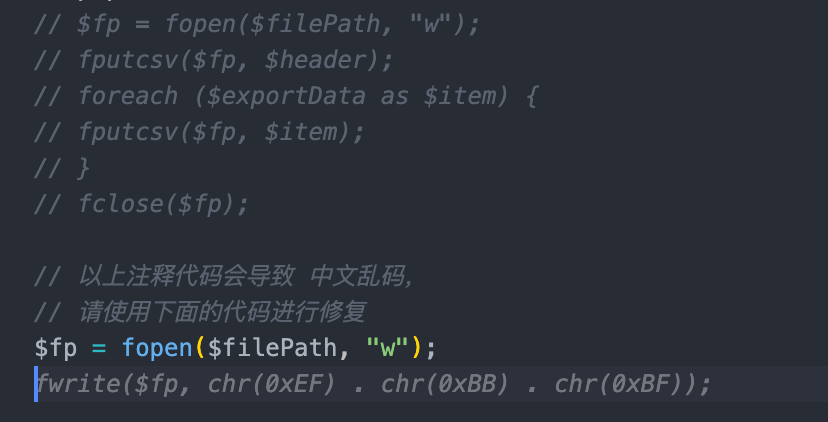 // $fp = fopen($filePath, "w");
// fputcsv($fp, $header);
// foreach ($exportData as $item) {
// fputcsv($fp, $item);
// }
// fclose($fp);
// 以上注释代码会导致 中文乱码,
// 请使用下面的代码进行修复
$fp = fopen($filePath, "w");
fwrite($fp, chr(0xEF) . chr(0xBB) . chr(0xBF));